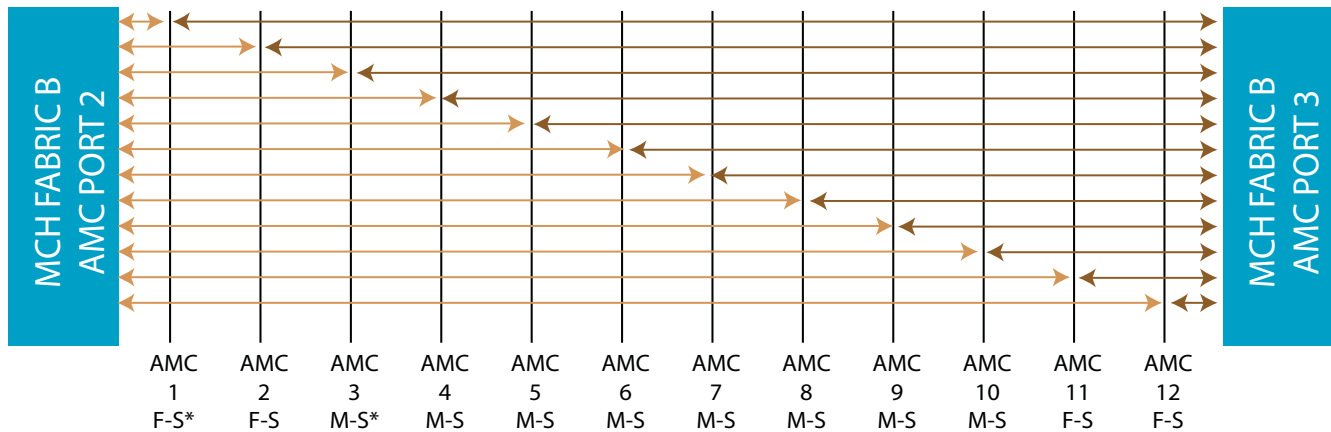 MCH FABRIC B
AMC PORT 2
MCH FABRIC B
AMC PORT 3
AMC AMC AMC AMC AMC AMC AMC AMC AMC AMC AMC AMC
1 2 3 4 5 6 7 8 9 10 11 12
F-S* F-S M-S* M-S M-S M-S M-S M-S M-S M-S F-S F-S